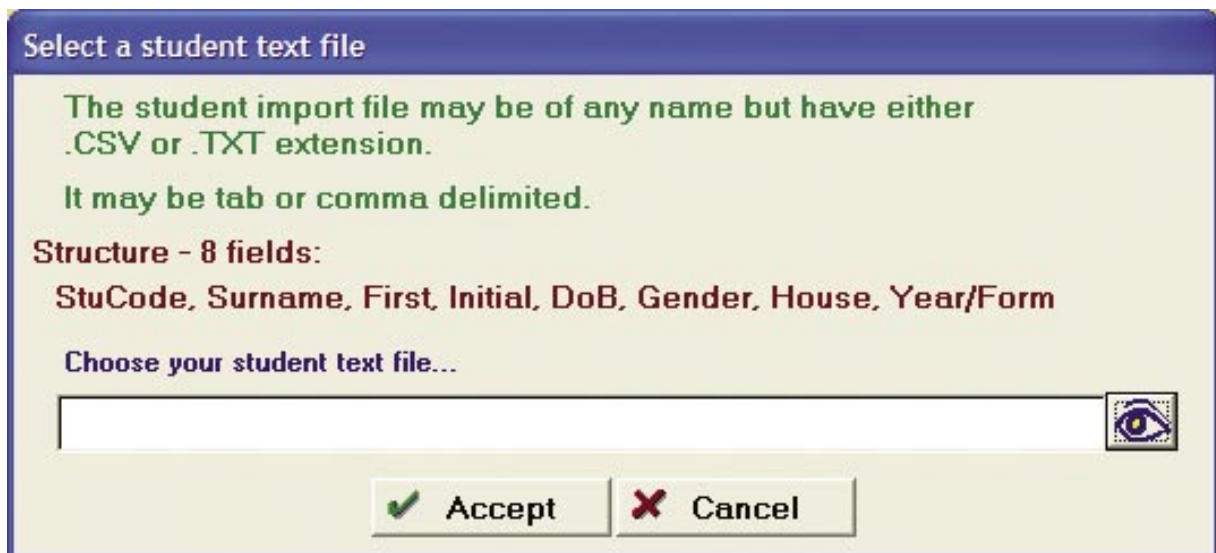 Select a student text file
The student import file may be of any name but have either
.CSV or .TXT extension.
It may be tab or comma delimited.
Structure - 8 fields:
StuCode, Surname, First, Initial, DoB, Gender, House, Year/Form
Choose your student text file...
Accept Cancel